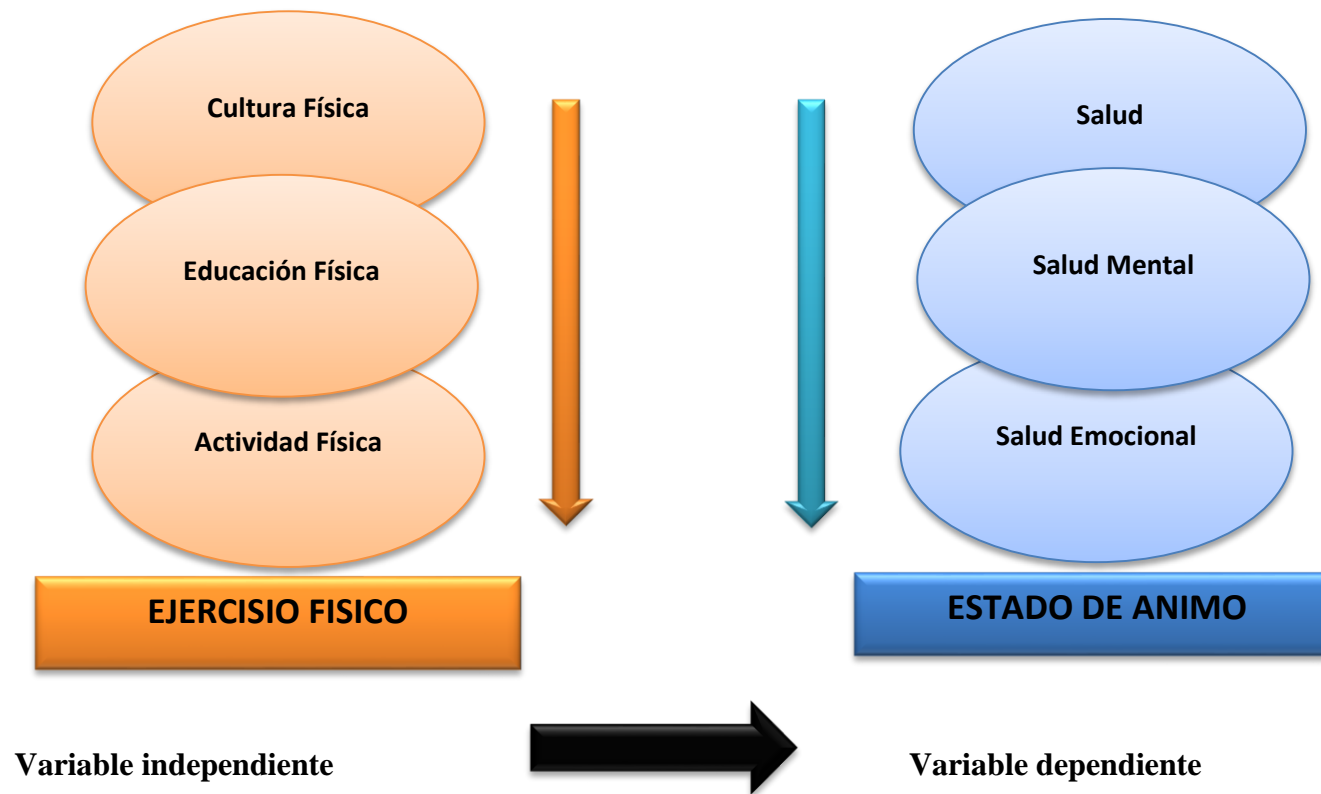 Cultura Física
Educación Física
Actividad Física
EJERCISIO FISICO
Salud
Salud Mental
Salud Emocional
ESTADO DE ANIMO
Variable independiente
Variable dependiente